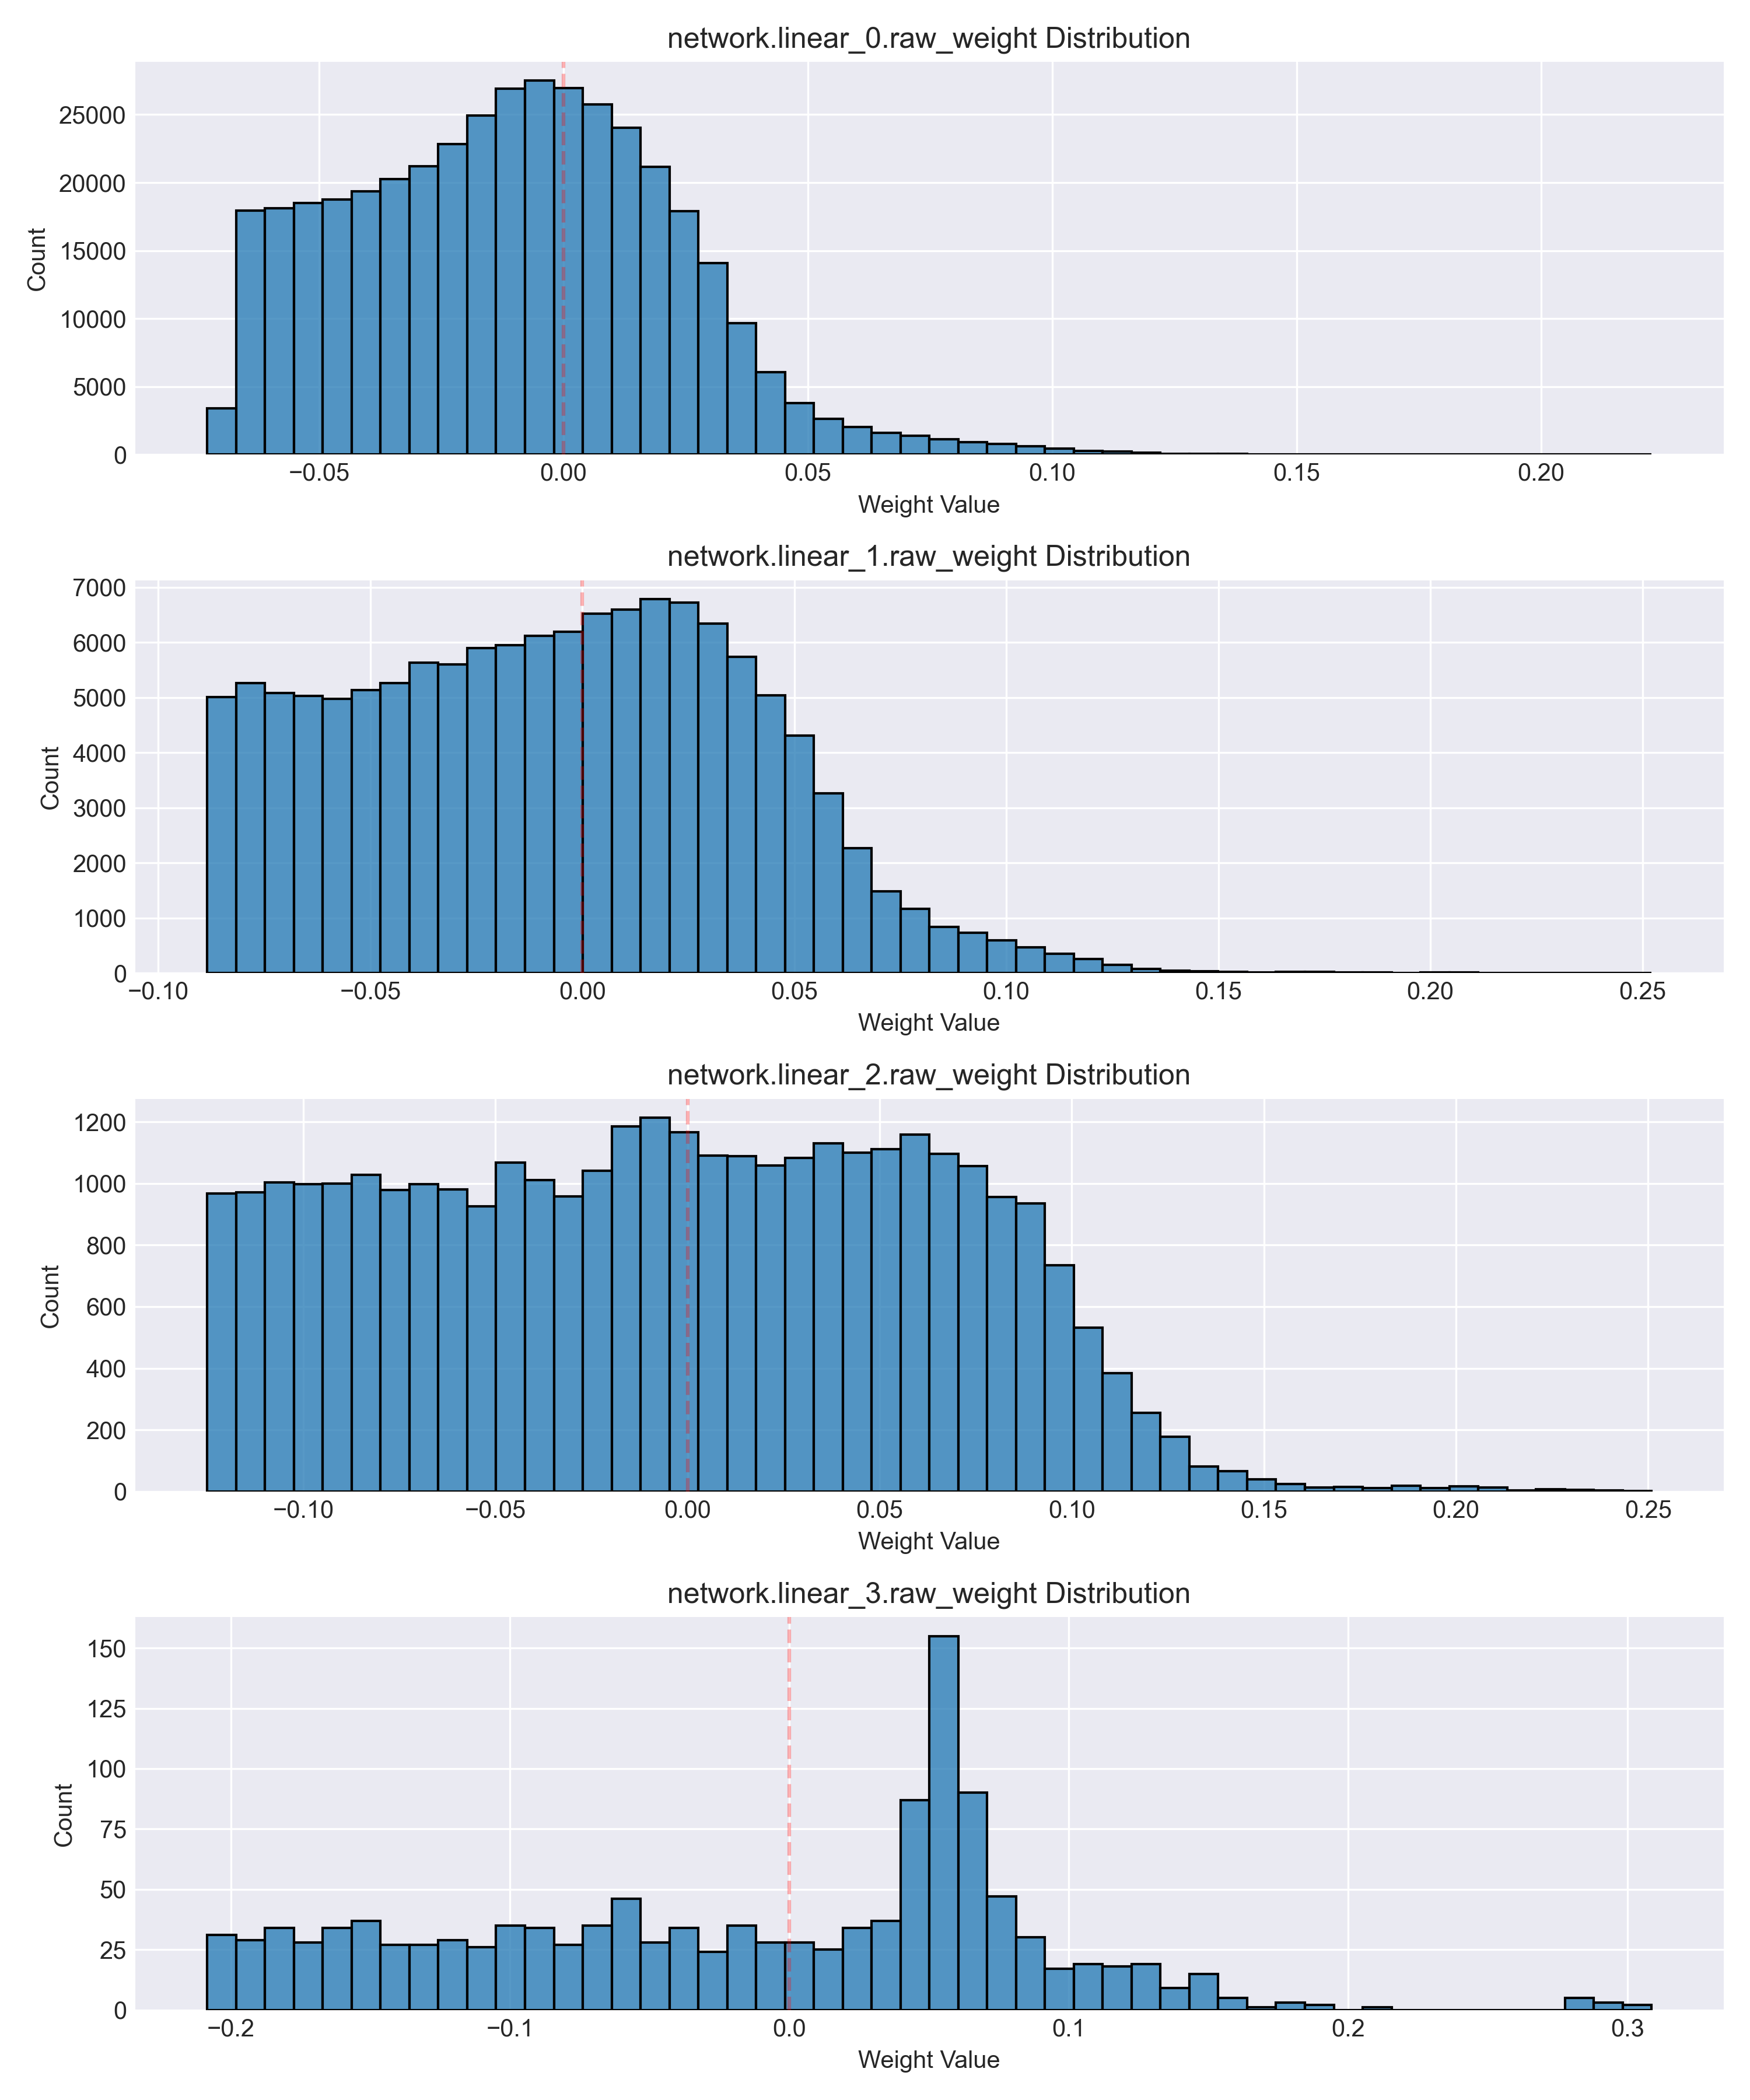 network.linear_0.raw_weight Distribution
25000
20000
15000
10000
5000
0
Count
−0.05 0.00 0.05 0.10 0.15 0.20
Weight Value
network.linear_1.raw_weight Distribution
7000
6000
5000
4000
3000
2000
1000
0
Count
−0.10 −0.05 0.00 0.05 0.10 0.15 0.20 0.25
Weight Value
network.linear_2.raw_weight Distribution
1200
1000
800
600
400
200
0
Count
−0.10 −0.05 0.00 0.05 0.10 0.15 0.20 0.25
Weight Value
network.linear_3.raw_weight Distribution
150
125
100
75
50
25
0
Count
−0.2 −0.1 0.0 0.1 0.2 0.3
Weight Value